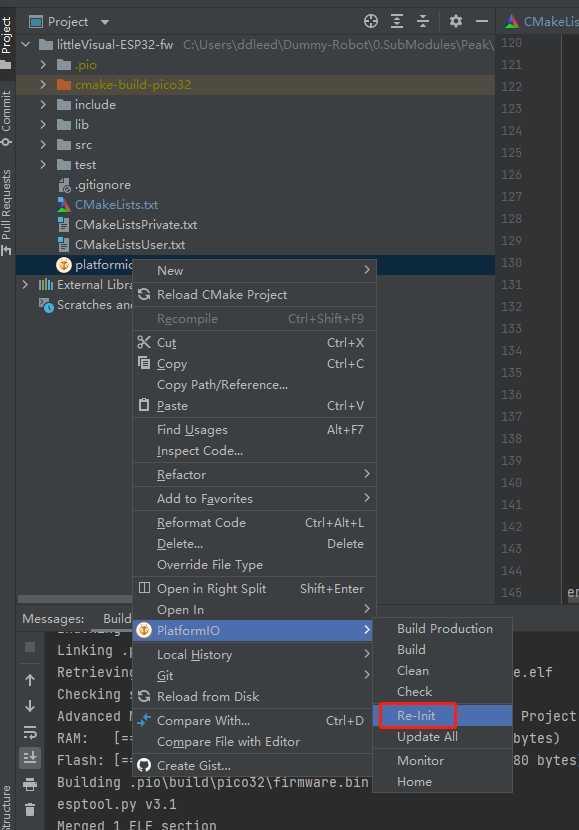 Project
CMakeLis
Project
Commit
Pull Requests
Structure
littleVisual-ESP32-fw C:\Users\ddleed\Dummy-Robot\0.SubModules\Peak\
.pio
cmake-build-pico32
include
lib
src
test
.gitignore
CMakeLists.txt
CMakeListsPrivate.txt
CMakeListsUser.txt
platformio
External Libra
Scratches and
120
121
122
123
124
125
126
127
128
129
130
131
132
133
134
135
136
137
138
139
140
141
142
143
144
145
New
Reload CMake Project
Recompile Ctrl+Shift+F9
Cut Ctrl+X
Copy Ctrl+C
Copy Path/Reference...
Paste Ctrl+V
Find Usages Alt+F7
Inspect Code...
Refactor
Add to Favorites
Reformat Code Ctrl+Alt+L
Delete... Delete
Override File Type
Open in Right Split Shift+Enter
Open In
PlatformIO
Local History
Git
Reload from Disk
Compare With... Ctrl+D
Compare File with Editor
Create Gist...
Build Production
Build
Clean
Check
Re-Init
Update All
Monitor
Home
Messages: Build
Linking .p
Retrieving e.elf
Checking s
Advanced M Project
RAM: [== bytes)
Flash: [== 80 bytes)
Building .pio\build\pico32\firmware.bin
esptool.py v3.1
Merged 1 ELF section